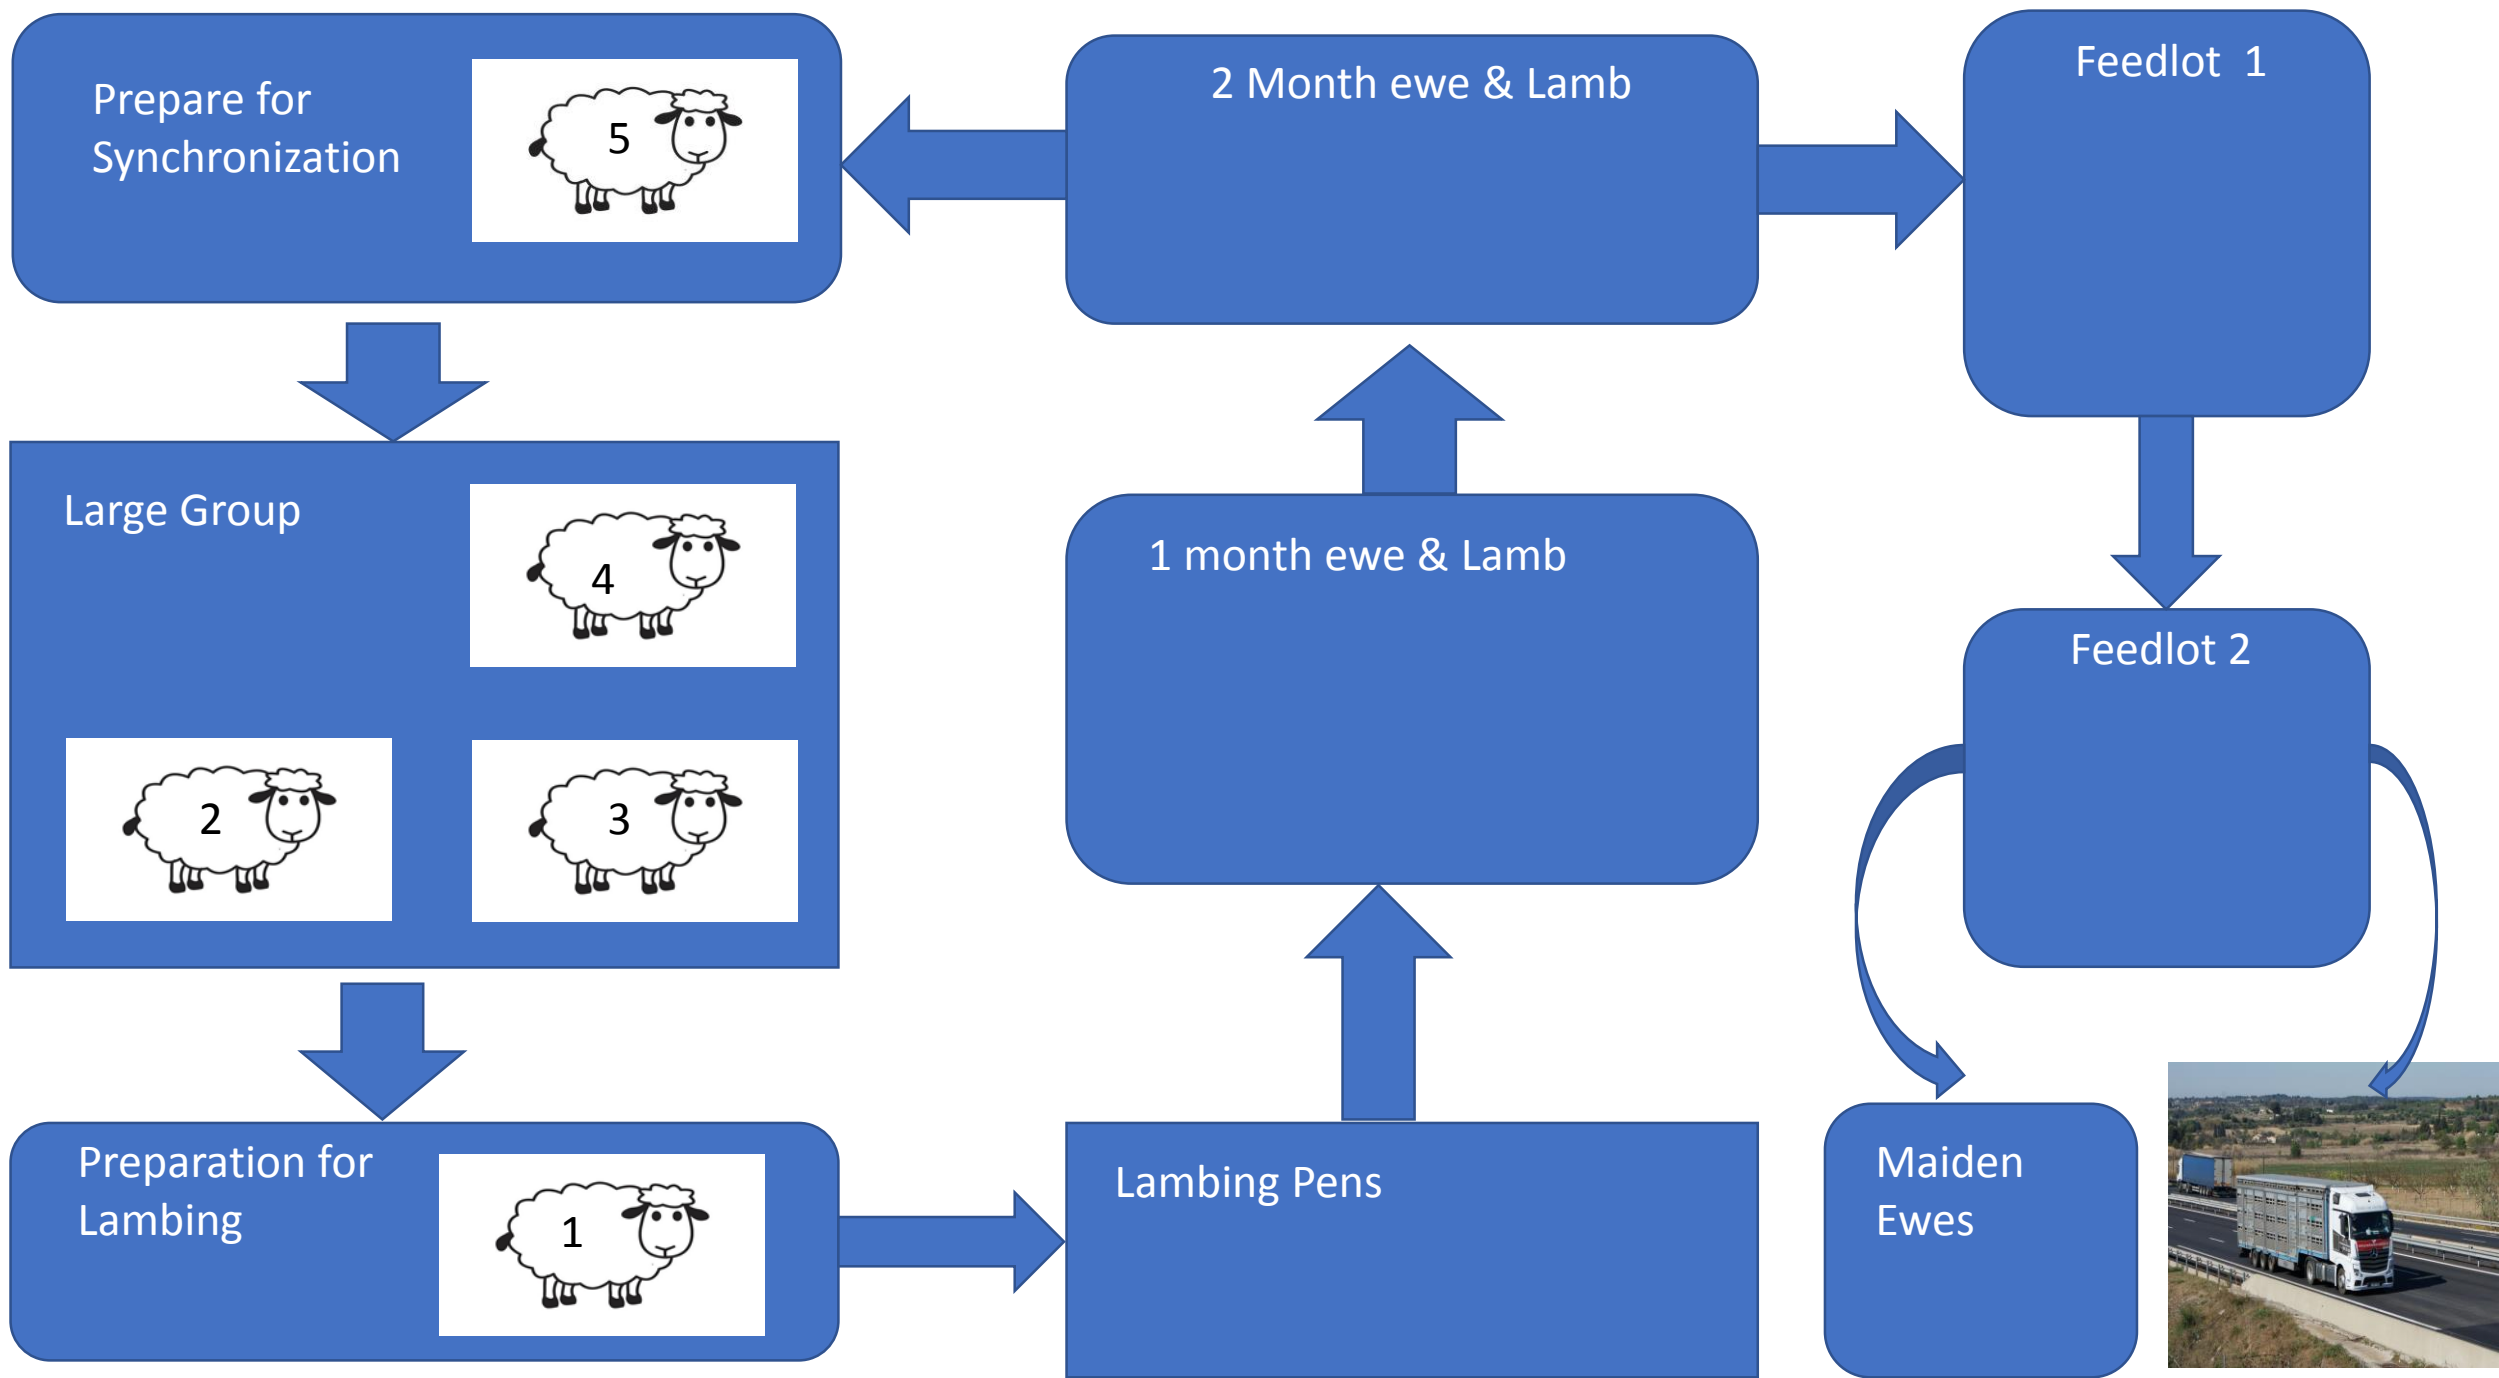 Prepare for
Synchronization
5
2 Month ewe & Lamb
Feedlot  1
Large Group
4
2
3
1 month ewe & Lamb
Feedlot 2
Preparation for
Lambing
1
Lambing Pens
Maiden
Ewes